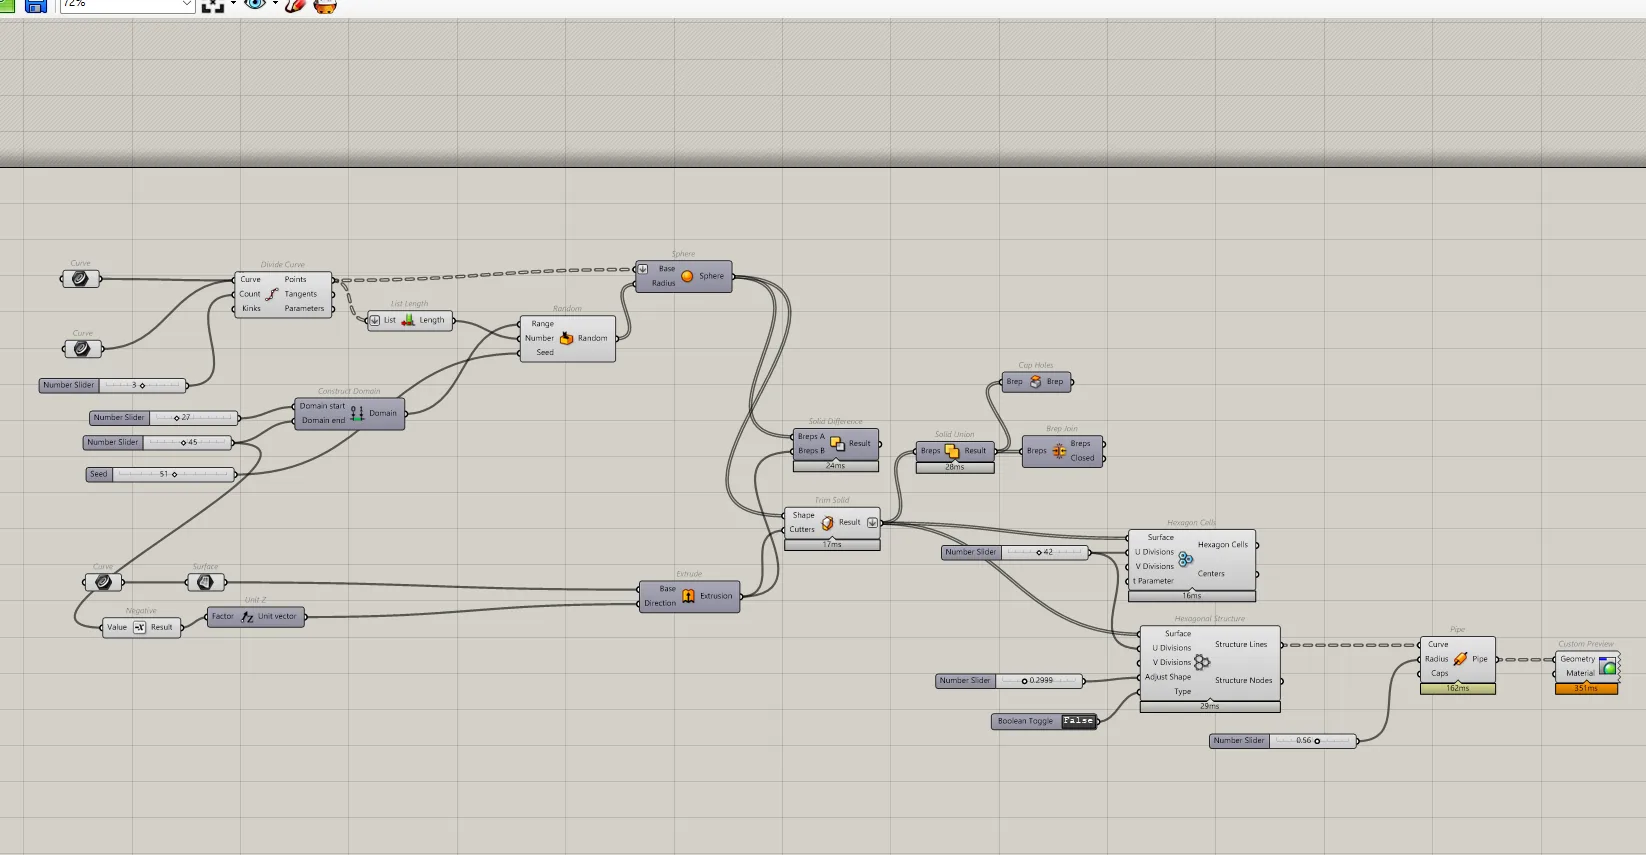 72%
Curve
Curve
Number Slider 3
Divide Curve
Curve Points
Count Tangents
Kinks Parameters
List Length
List Length
Number Slider 27
Number Slider 45
Seed 51
Construct Domain
Domain start Domain
Domain end
Random
Range
Number Random
Seed
Sphere
Base Sphere
Radius
Curve
Surface
Negative
Value -x Result
Unit Z
Factor Z Unit vector
Extrude
Base Extrusion
Direction
Solid Difference
Breps A Result
Breps B
24ms
Trim Solid
Shape Result
Cutters
17ms
Solid Union
Breps Result
28ms
Cap Holes
Brep Brep
Brep Join
Breps Breps
Closed
Number Slider 42
Hexagon Cells
Surface Hexagon Cells
U Divisions
V Divisions Centers
t Parameter
16ms
Number Slider 0.2999
Boolean Toggle False
Hexagonal Structure
Surface Structure Lines
U Divisions
V Divisions
Adjust Shape Structure Nodes
Type
29ms
Number Slider 0.56
Pipe
Curve
Radius Pipe
Caps
162ms
Custom Preview
Geometry
Material
351ms